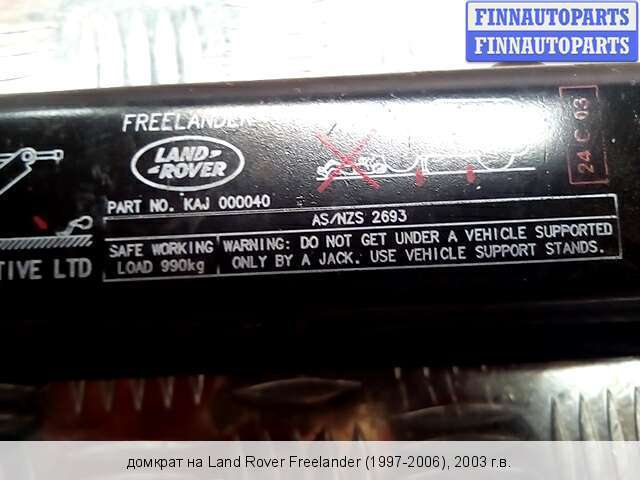 FINNAUTOPARTS
FINNAUTOPARTS
FREELANDER
LAND-
-ROVER
24 C 03
PART NO. KAJ 000040
AS/NZS 2693
SAFE WORKING
LOAD 990kg
WARNING: DO NOT GET UNDER A VEHICLE SUPPORTED
ONLY BY A JACK. USE VEHICLE SUPPORT STANDS.
TIVE LTD
домкрат на Land Rover Freelander (1997-2006), 2003 г.в.